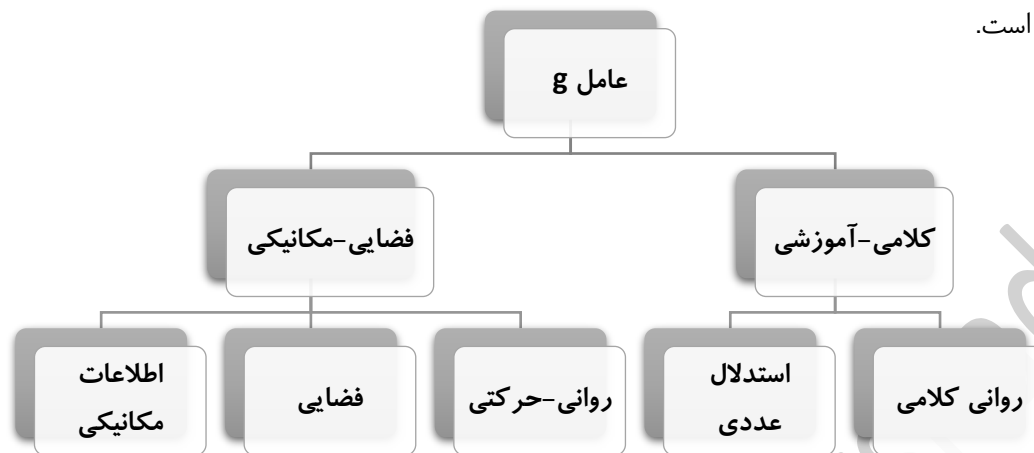 است.
عامل g
کلامی-آموزشی
فضایی-مکانیکی
روانی کلامی
استدلال
عددی
روانی-حرکتی
فضایی
اطلاعات
مکانیکی